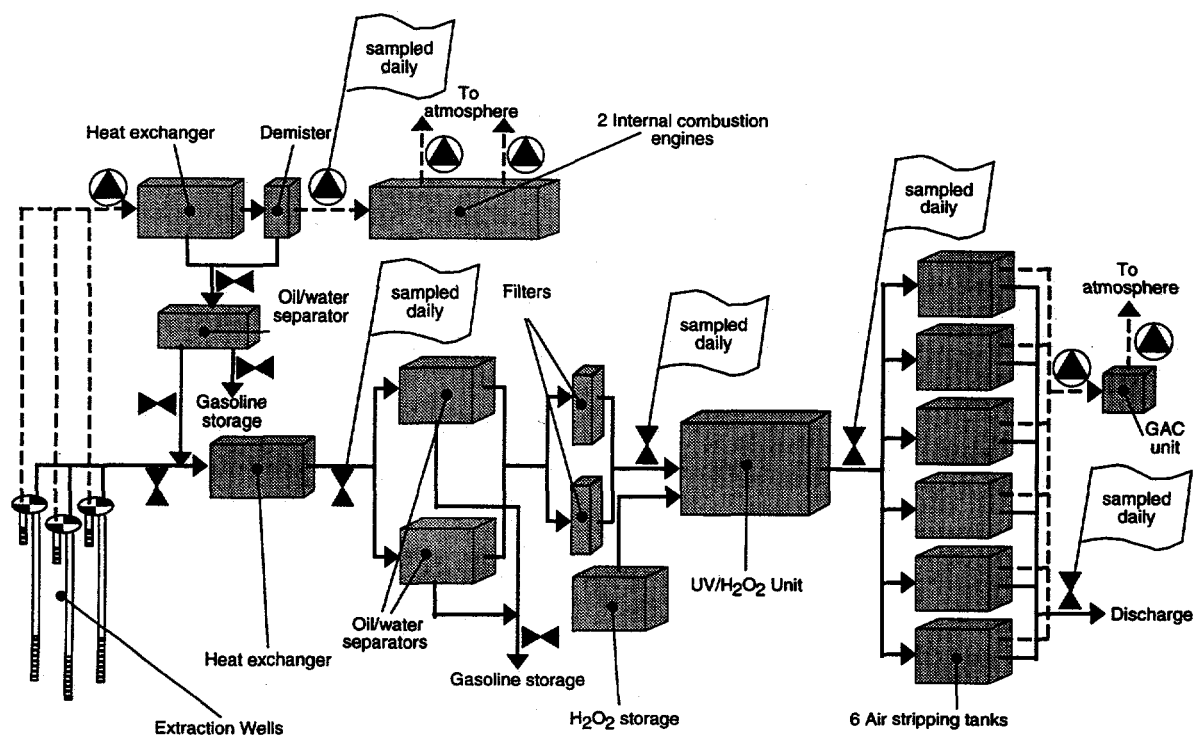 sampled
daily
To
atmosphere
2 Internal combustion
engines
Heat exchanger
Demister
sampled
daily
Oil/water
separator
sampled
daily
Filters
sampled
daily
To
atmosphere
Gasoline
storage
GAC
unit
sampled
daily
UV/H₂O₂ Unit
Discharge
Oil/water
separators
Heat exchanger
Gasoline storage
H₂O₂ storage
6 Air stripping tanks
Extraction Wells